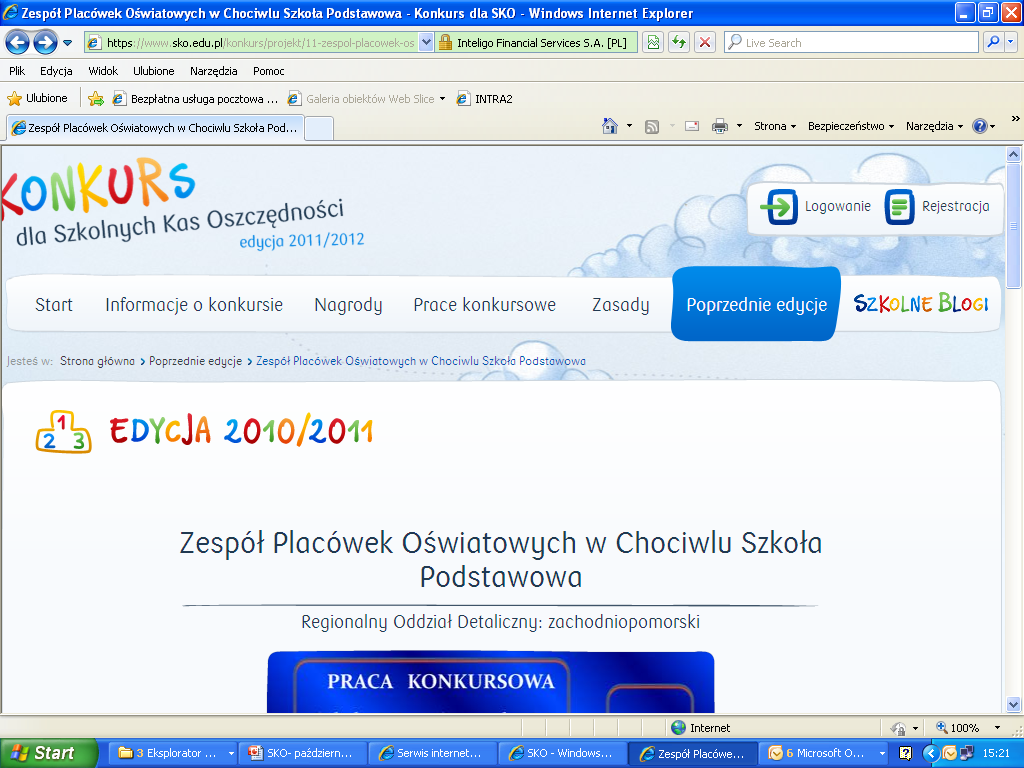 Zespół Placówek Oświatowych w Chociwlu Szkoła Podstawowa - Konkurs dla SKO - Windows Internet Explorer
https://www.sko.edu.pl/konkurs/projekt/11-zespol-placowek-os
Inteligo Financial Services S.A. [PL]
Live Search
Plik Edycja Widok Ulubione Narzędzia Pomoc
Ulubione Bezpłatna usługa pocztowa ... Galeria obiektów Web Slice INTRA2
Zespół Placówek Oświatowych w Chociwlu Szkoła Pod...
Strona Bezpieczeństwo Narzędzia »
KONKURS
dla Szkolnych Kas Oszczędności
edycja 2011/2012
Logowanie Rejestracja
Start Informacje o konkursie Nagrody Prace konkursowe Zasady Poprzednie edycje SZKOLNE BLOGI
Jesteś w: Strona główna > Poprzednie edycje > Zespół Placówek Oświatowych w Chociwlu Szkoła Podstawowa
1
2 3
EDYCJA 2010/2011
Zespół Placówek Oświatowych w Chociwlu Szkoła
Podstawowa
Regionalny Oddział Detaliczny: zachodniopomorski
PRACA KONKURSOWA
Internet 100%
Start 3 Eksplorator ... SKO- październ... Serwis internet... SKO - Windows... Zespół Placówe... 6 Microsoft O... 15:21